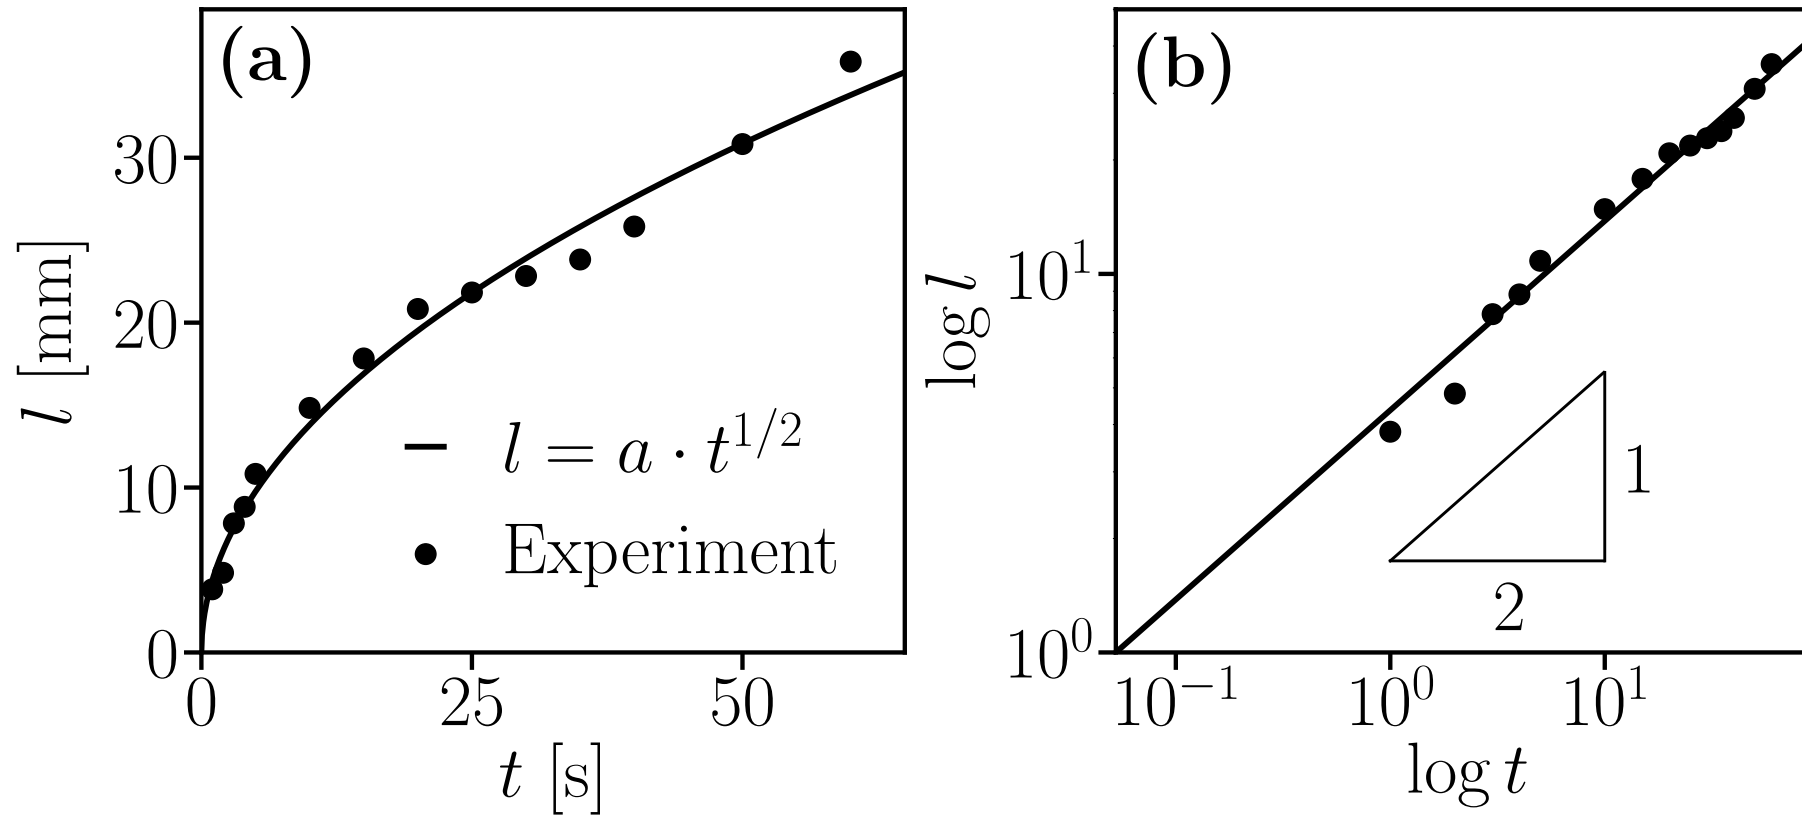 (a)
l [mm]
30
20
10
0
0 25 50
t [s]
l = a · t^{1/2}
Experiment
(b)
log l
10^1
10^0
10^{-1} 10^0 10^1
log t
1
2